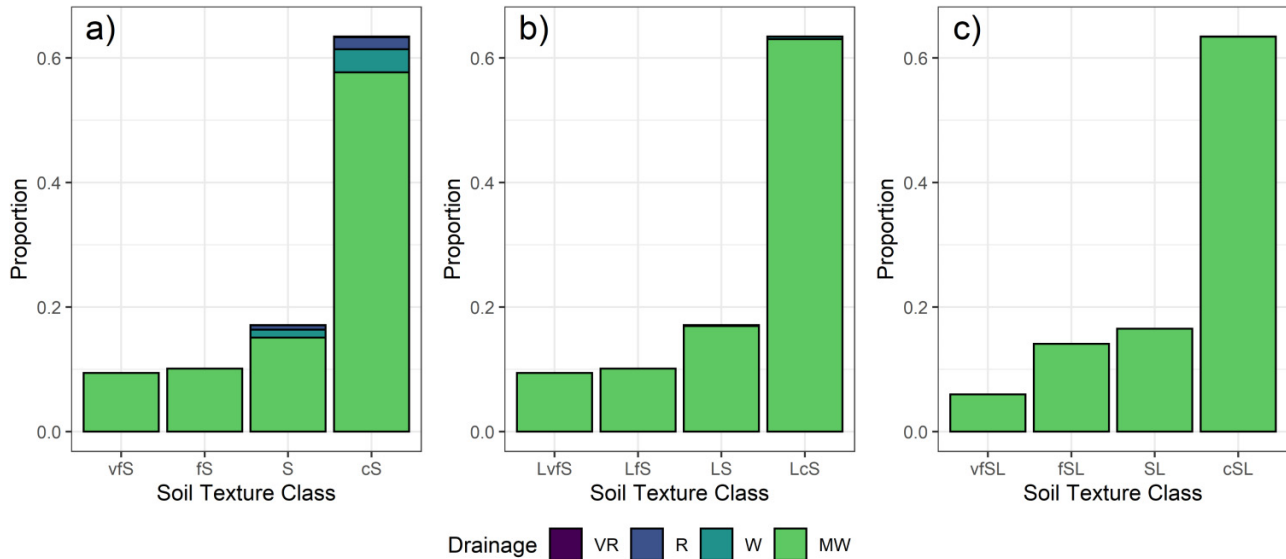 a)
0.6
0.4
0.2
0.0
Proportion
vfS fS S cS
Soil Texture Class
b)
0.6
0.4
0.2
0.0
Proportion
LvfS LfS LS LcS
Soil Texture Class
c)
0.6
0.4
0.2
0.0
Proportion
vfSL fSL SL cSL
Soil Texture Class
Drainage VR R W MW